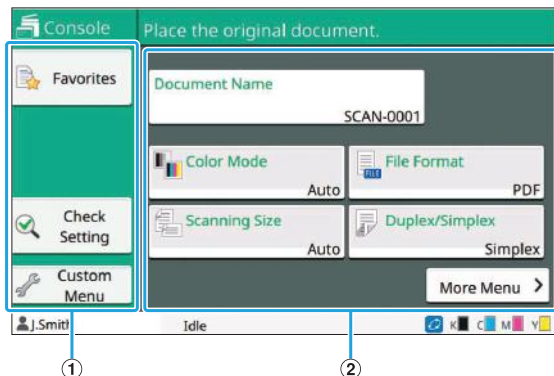 Console
Place the original document.
Favorites
Document Name
SCAN-0001
Color Mode
Auto
File Format
FILE
PDF
Scanning Size
Auto
Duplex/Simplex
Simplex
Check
Setting
Custom
Menu
More Menu >
J.Smith
Idle
K C M Y
1
2